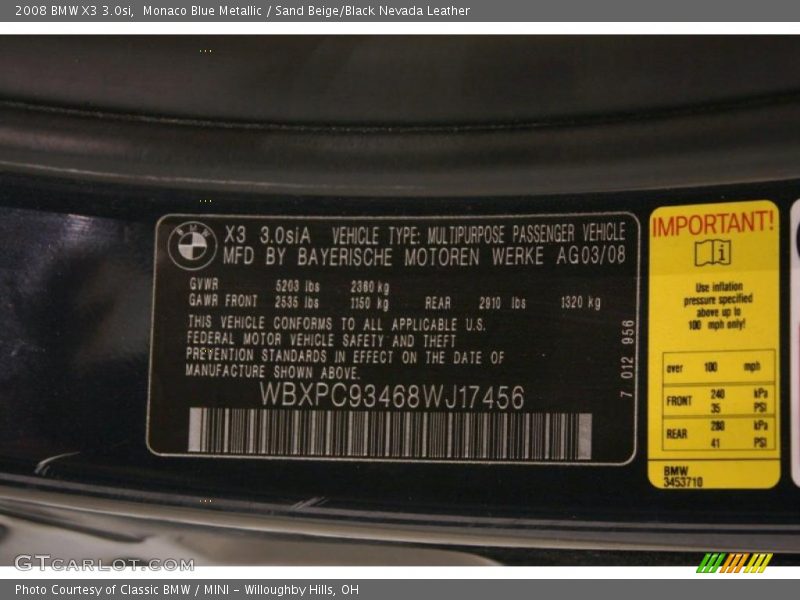 2008 BMW X3 3.0si, Monaco Blue Metallic / Sand Beige/Black Nevada Leather
BMW
X3 3.0siA VEHICLE TYPE: MULTIPURPOSE PASSENGER VEHICLE
MFD BY BAYERISCHE MOTOREN WERKE AG03/08
GVWR 5203 lbs 2360 kg
GAWR FRONT 2535 lbs 1150 kg REAR 2910 lbs 1320 kg
THIS VEHICLE CONFORMS TO ALL APPLICABLE U.S.
FEDERAL MOTOR VEHICLE SAFETY AND THEFT
PREVENTION STANDARDS IN EFFECT ON THE DATE OF
MANUFACTURE SHOWN ABOVE.
WBXPC93468WJ17456
7 012 956
IMPORTANT!
i
Use inflation
pressure specified
above up to
100 mph only!
over 100 mph
FRONT 240 kPa
35 PSI
REAR 280 kPa
41 PSI
BMW
3453710
GTCARLOT.COM
Photo Courtesy of Classic BMW / MINI - Willoughby Hills, OH